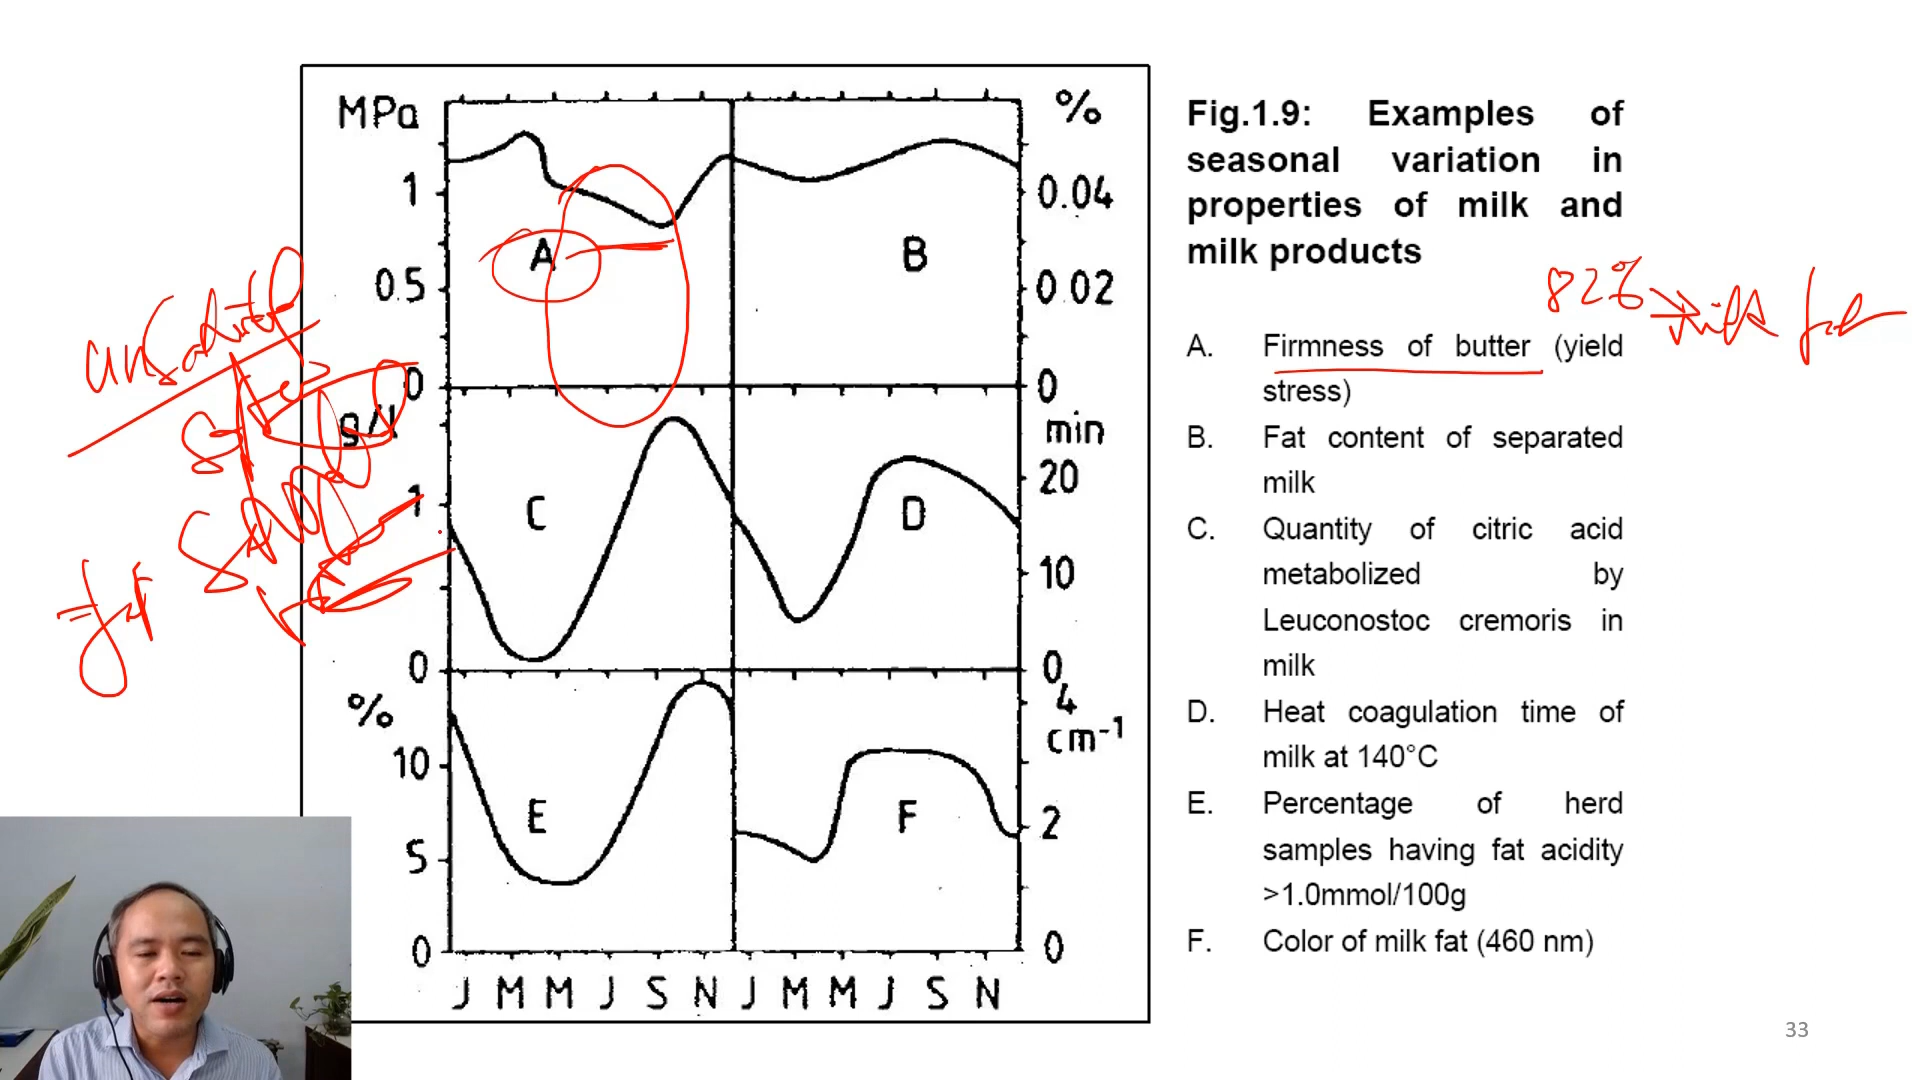 Fig.1.9: Examples of
seasonal variation in
properties of milk and
milk products
82% milk fat
A. Firmness of butter (yield
stress)
B. Fat content of separated
milk
C. Quantity of citric acid
metabolized by
Leuconostoc cremoris in
milk
D. Heat coagulation time of
milk at 140°C
E. Percentage of herd
samples having fat acidity
>1.0mmol/100g
F. Color of milk fat (460 nm)
MPa
1
0.5
0
A
%
0.04
0.02
0
B
g/l
1
0
C
min
20
10
0
D
%
10
5
0
E
4
cm-1
2
0
F
J M M J S N J M M J S N
33